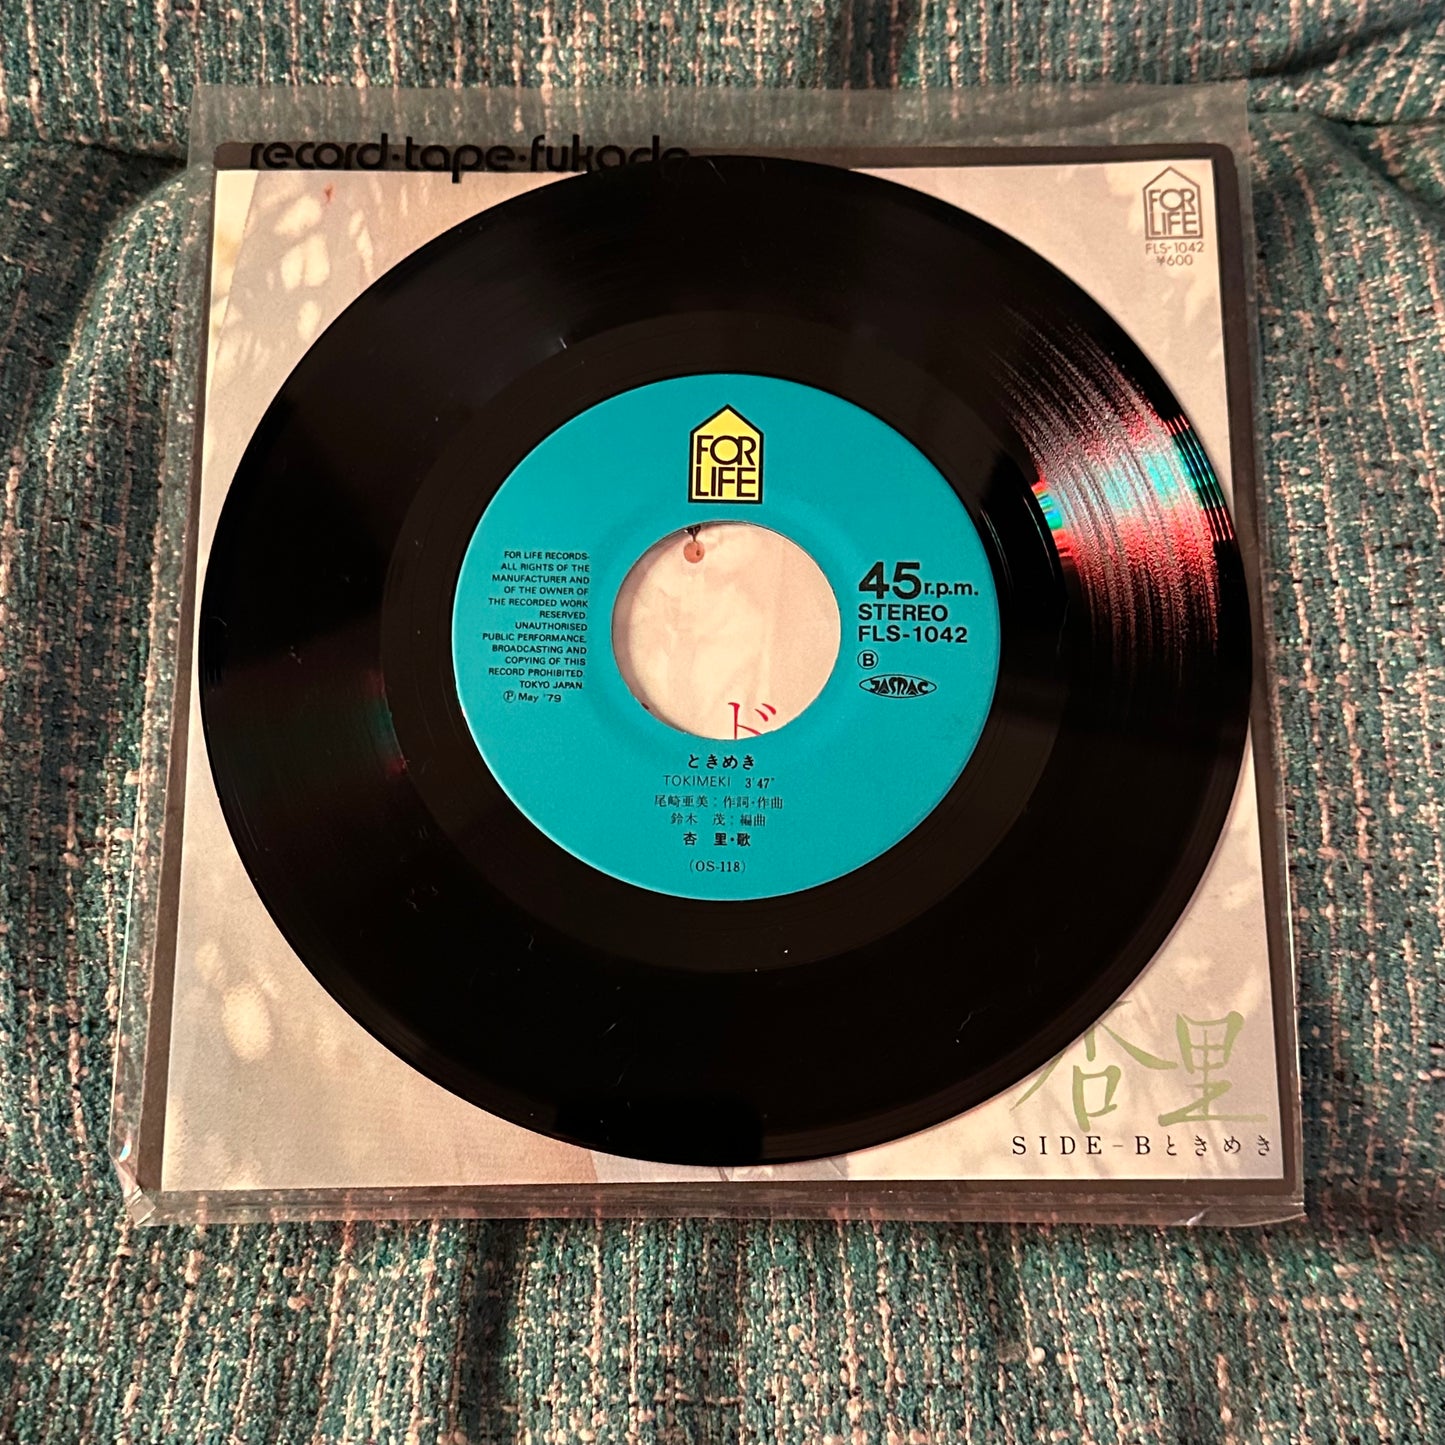 record·tape·fukado
FOR
LIFE
FLS-1042
¥600
FOR
LIFE
FOR LIFE RECORDS-
ALL RIGHTS OF THE
MANUFACTURER AND
OF THE OWNER OF
THE RECORDED WORK
RESERVED.
UNAUTHORISED
PUBLIC PERFORMANCE,
BROADCASTING AND
COPYING OF THIS
RECORD PROHIBITED.
TOKYO JAPAN.
Ⓟ May '79
45r.p.m.
STEREO
FLS-1042
Ⓑ
JASRAC
ド
ときめき
TOKIMEKI 3'47"
尾崎亜美：作詞・作曲
鈴木 茂：編曲
杏 里・歌
(OS-118)
杏里
SIDE-Bときめき